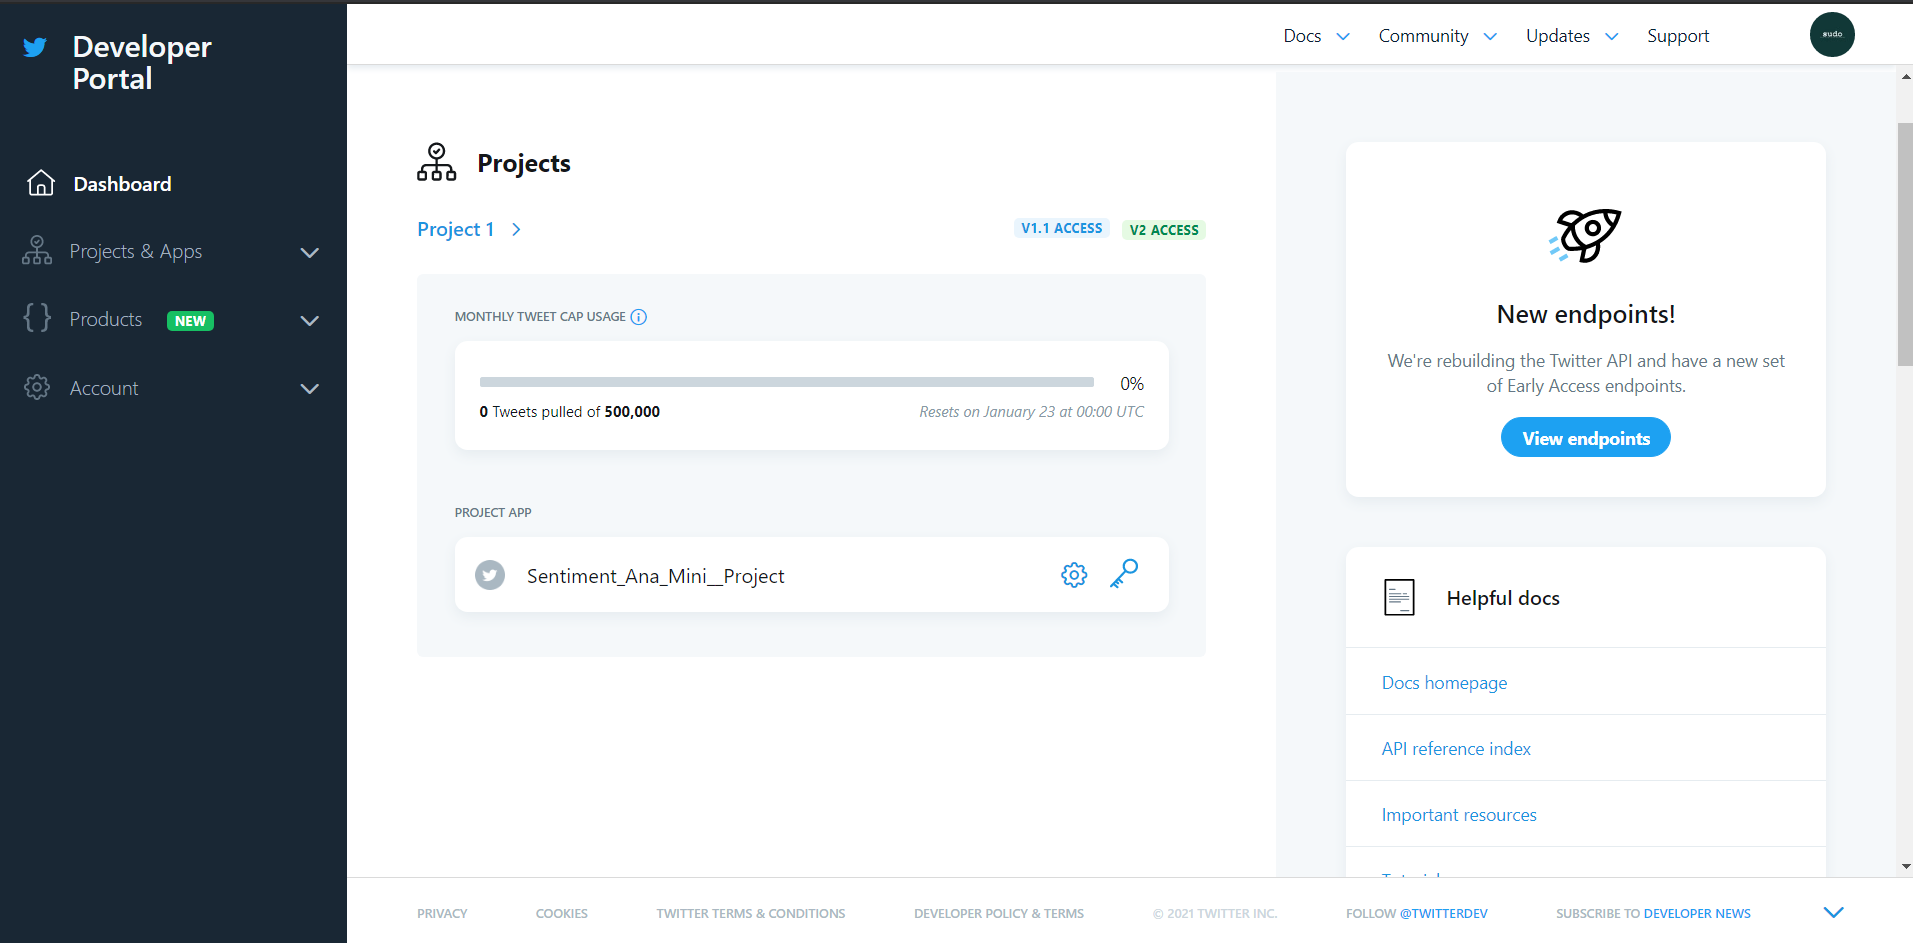 Developer
Portal
Dashboard
Projects & Apps
Products NEW
Account
Docs Community Updates Support
sudo
Projects
Project 1
V1.1 ACCESS V2 ACCESS
MONTHLY TWEET CAP USAGE
0%
0 Tweets pulled of 500,000
Resets on January 23 at 00:00 UTC
PROJECT APP
Sentiment_Ana_Mini__Project
New endpoints!
We're rebuilding the Twitter API and have a new set
of Early Access endpoints.
View endpoints
Helpful docs
Docs homepage
API reference index
Important resources
PRIVACY COOKIES TWITTER TERMS & CONDITIONS DEVELOPER POLICY & TERMS © 2021 TWITTER INC. FOLLOW @TWITTERDEV SUBSCRIBE TO DEVELOPER NEWS